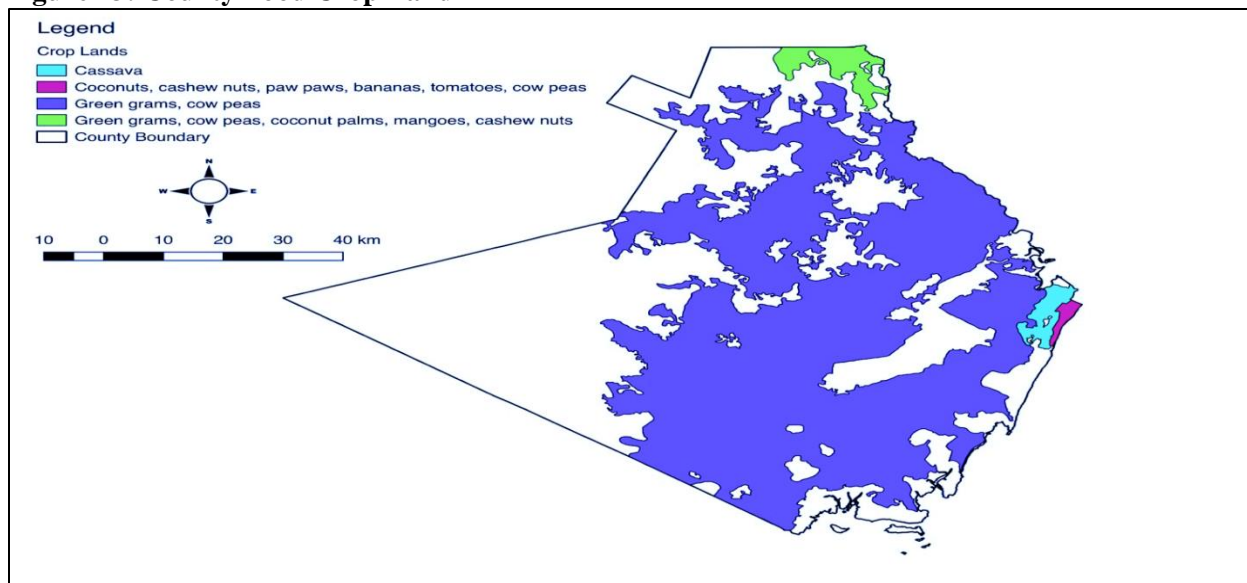 Legend
Crop Lands
Cassava
Coconuts, cashew nuts, paw paws, bananas, tomatoes, cow peas
Green grams, cow peas
Green grams, cow peas, coconut palms, mangoes, cashew nuts
County Boundary
N
W E
S
10 0 10 20 30 40 km